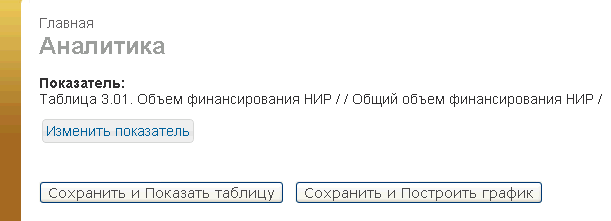 Главная
Аналитика
Показатель:
Таблица 3.01. Объем финансирования НИР / / Общий объем финансирования НИР /
Изменить показатель
Сохранить и Показать таблицу
Сохранить и Построить график